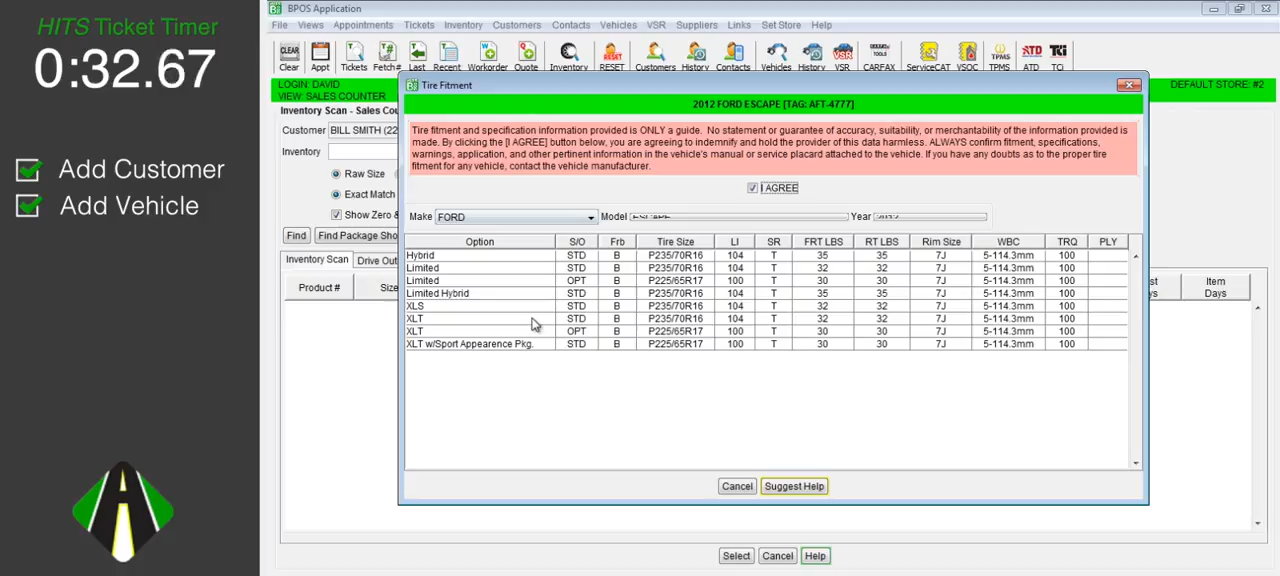 HITS Ticket Timer
0:32.67
Add Customer
Add Vehicle
BPOS Application
File Views Appointments Tickets Inventory Customers Contacts Vehicles VSR Suppliers Links Set Store Help
CLEAR RESET CARFAX TOOLS TPMS ATD TCi
Clear Appt Tickets Fetch# Last Recent Workorder Quote Inventory RESET Customers History Contacts Vehicles History VSR CARFAX ServiceCAT VSOC TPMS ATD TCi
LOGIN: DAVID
VIEW: SALES COUNTER
DEFAULT STORE: #2
Inventory Scan - Sales Cou
Customer BILL SMITH (22
Inventory
Raw Size
Exact Match
Show Zero &
Find Find Package Sho
Inventory Scan Drive Out
Product # Size
Item
Days
Tire Fitment
2012 FORD ESCAPE [TAG: AFT-4777]
Tire fitment and specification information provided is ONLY a guide. No statement or guarantee of accuracy, suitability, or merchantability of the information provided is
made. By clicking the [I AGREE] button below, you are agreeing to indemnify and hold the provider of this data harmless. ALWAYS confirm fitment, specifications,
warnings, application, and other pertinent information in the vehicle's manual or service placard attached to the vehicle. If you have any doubts as to the proper tire
fitment for any vehicle, contact the vehicle manufacturer.
I AGREE
Make FORD Model ESCAPE Year 2012
Option S/O Frb Tire Size LI SR FRT LBS RT LBS Rim Size WBC TRQ PLY
Hybrid STD B P235/70R16 104 T 35 35 7J 5-114.3mm 100
Limited STD B P235/70R16 104 T 32 32 7J 5-114.3mm 100
Limited OPT B P225/65R17 100 T 30 30 7J 5-114.3mm 100
Limited Hybrid STD B P235/70R16 104 T 35 35 7J 5-114.3mm 100
XLS STD B P235/70R16 104 T 32 32 7J 5-114.3mm 100
XLT STD B P235/70R16 104 T 32 32 7J 5-114.3mm 100
XLT OPT B P225/65R17 100 T 30 30 7J 5-114.3mm 100
XLT w/Sport Appearence Pkg. STD B P225/65R17 100 T 30 30 7J 5-114.3mm 100
Cancel Suggest Help
Select Cancel Help